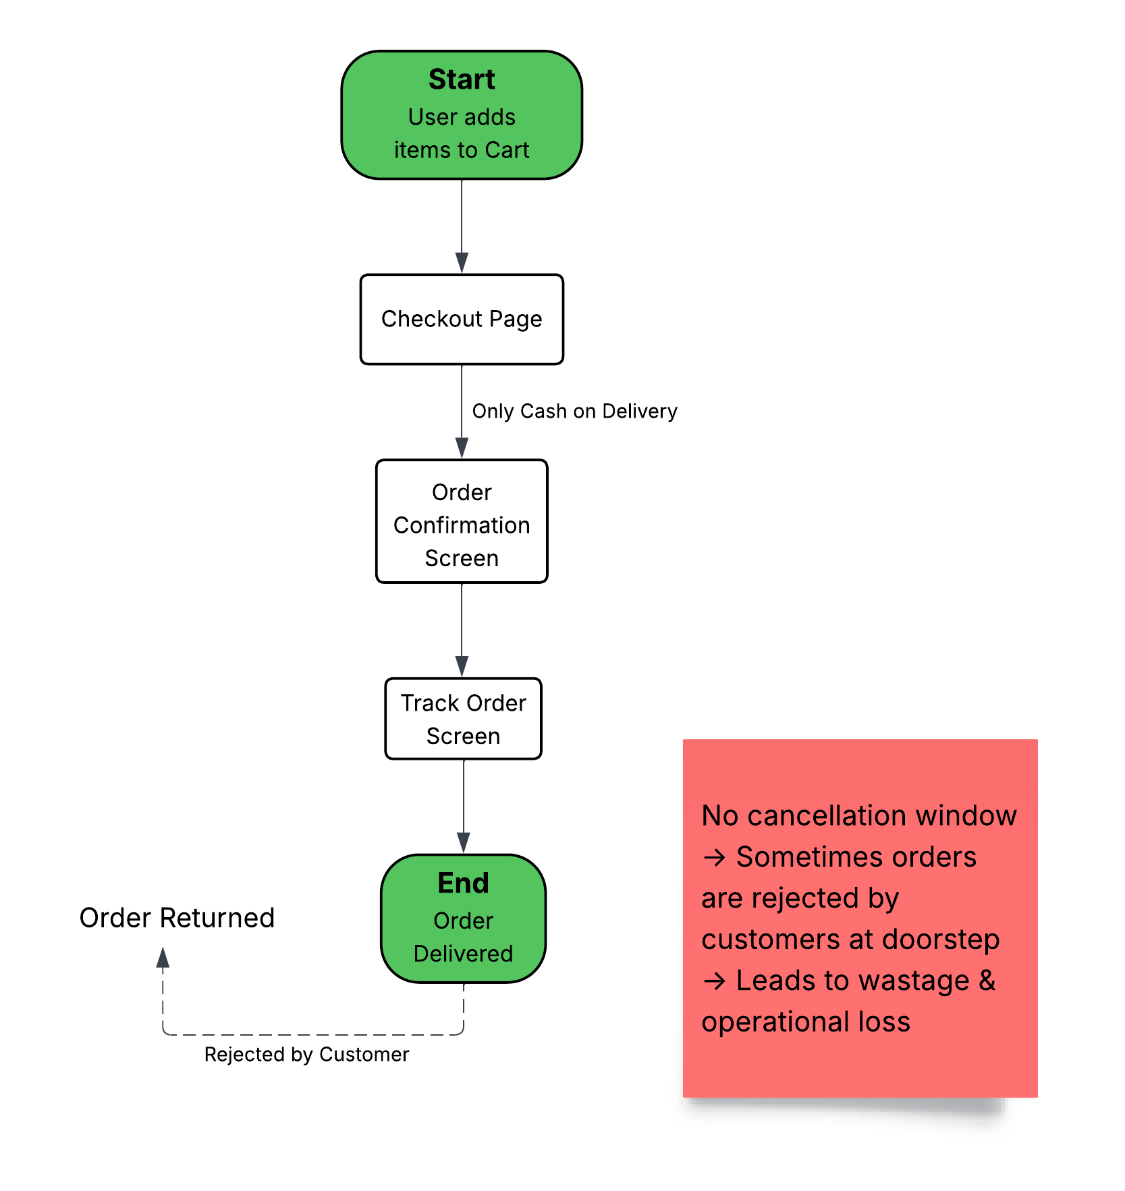 Start
User adds
items to Cart
Checkout Page
Only Cash on Delivery
Order
Confirmation
Screen
Track Order
Screen
End
Order
Delivered
Order Returned
Rejected by Customer
No cancellation window
→ Sometimes orders
are rejected by
customers at doorstep
→ Leads to wastage &
operational loss